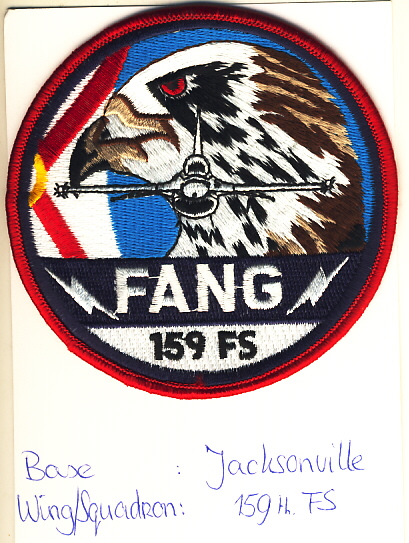 FANG
159 FS
Base : Jacksonville
Wing/Squadron: 159 th. FS